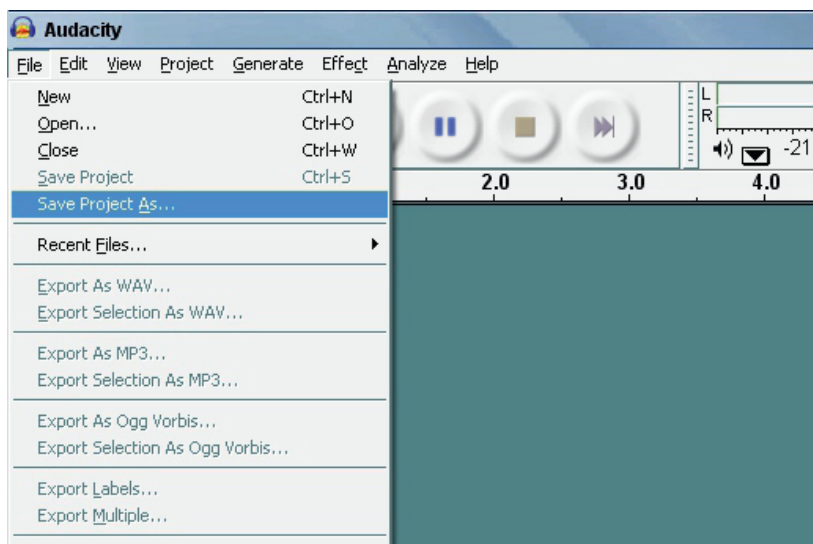 Audacity
File Edit View Project Generate Effect Analyze Help
New Ctrl+N
Open... Ctrl+O
Close Ctrl+W
Save Project Ctrl+S
Save Project As...
Recent Files...
Export As WAV...
Export Selection As WAV...
Export As MP3...
Export Selection As MP3...
Export As Ogg Vorbis...
Export Selection As Ogg Vorbis...
Export Labels...
Export Multiple...
L
R
-21
2.0 3.0 4.0